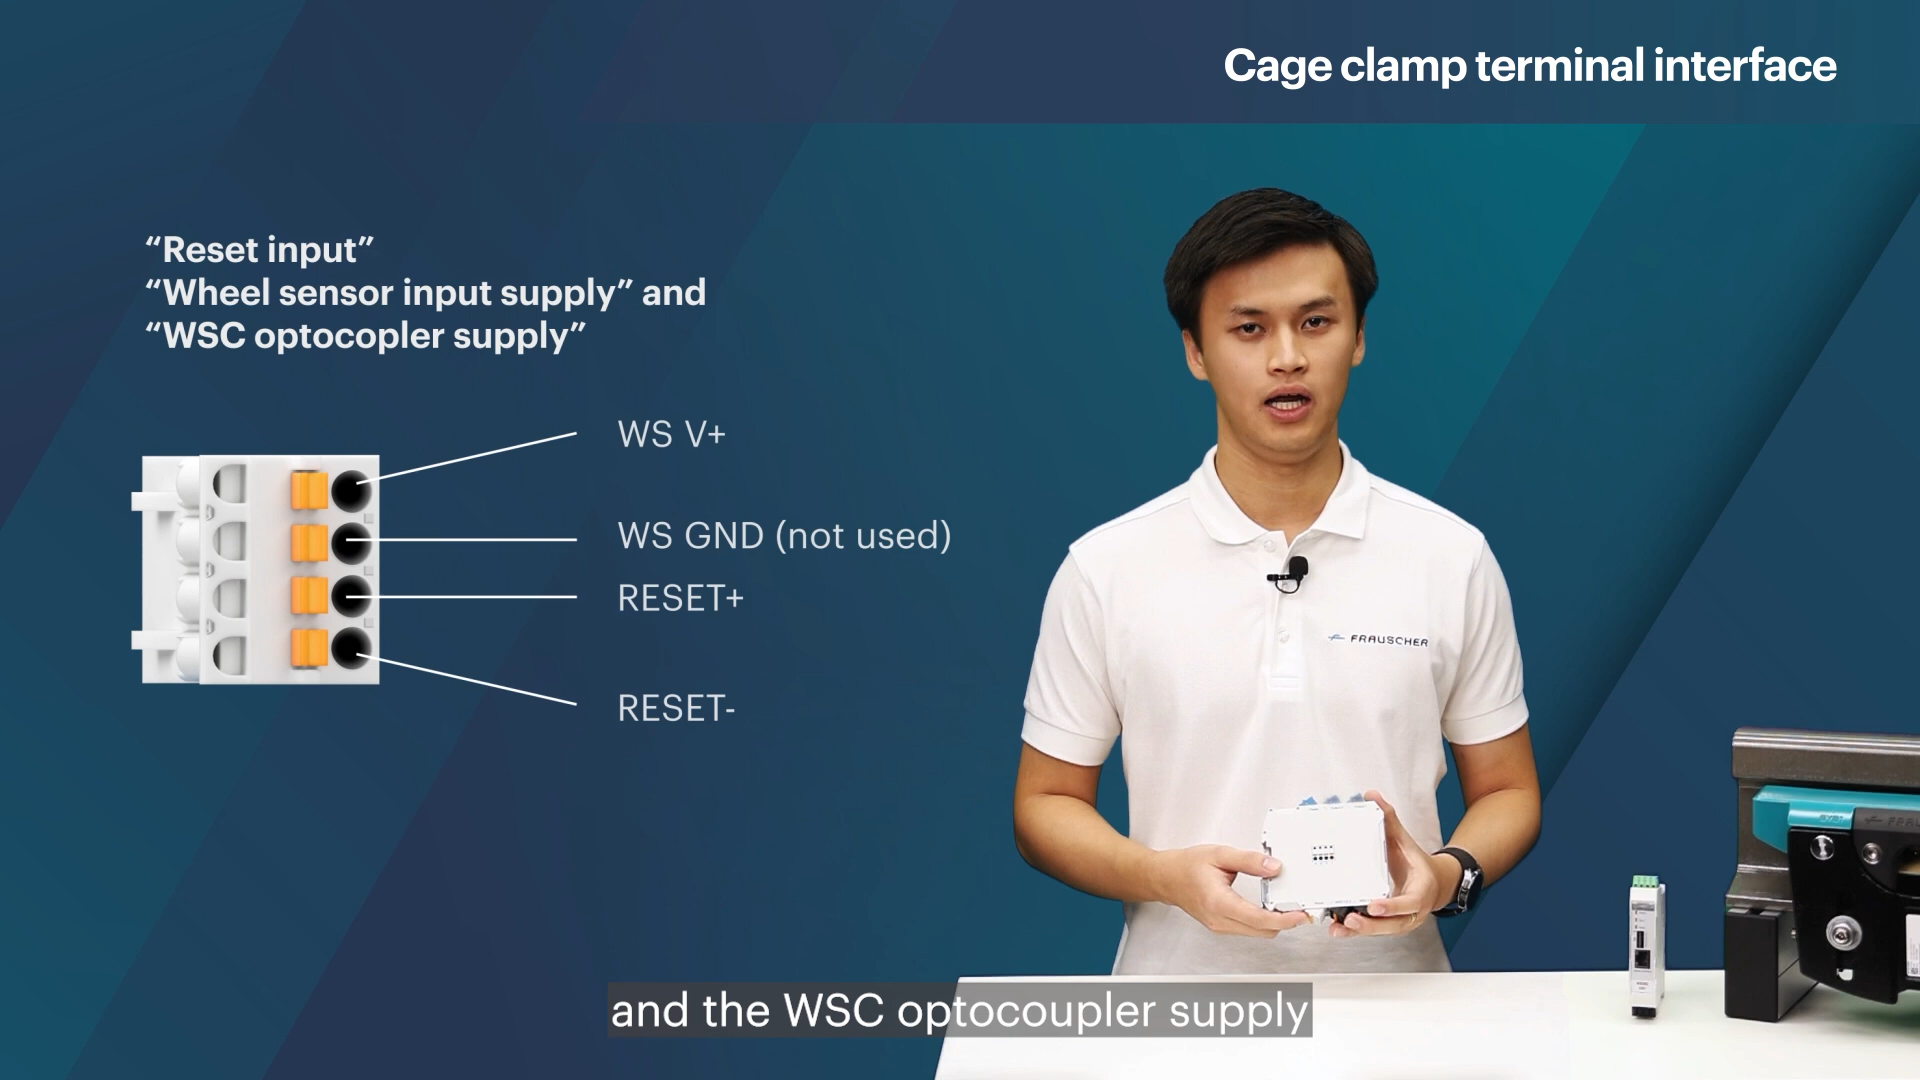 Cage clamp terminal interface
“Reset input”
“Wheel sensor input supply” and
“WSC optocopler supply”
WS V+
WS GND (not used)
RESET+
RESET-
FRAUSCHER
and the WSC optocoupler supply